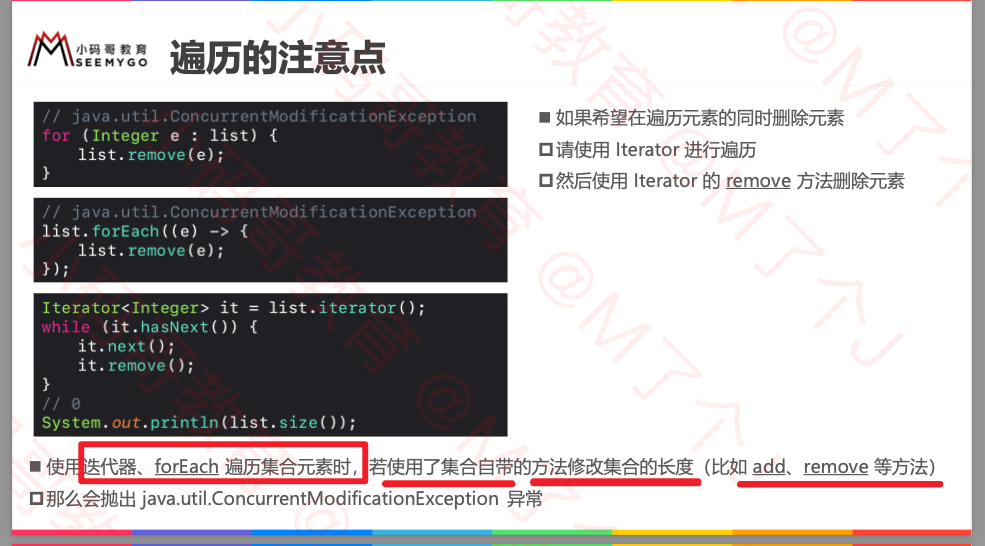 小码哥教育
SEEMYGO
遍历的注意点
// java.util.ConcurrentModificationException
for (Integer e : list) {
    list.remove(e);
}
// java.util.ConcurrentModificationException
list.forEach((e) -> {
    list.remove(e);
});
Iterator<Integer> it = list.iterator();
while (it.hasNext()) {
    it.next();
    it.remove();
}
// 0
System.out.println(list.size());
如果希望在遍历元素的同时删除元素
请使用 Iterator 进行遍历
然后使用 Iterator 的 remove 方法删除元素
使用迭代器、forEach 遍历集合元素时，若使用了集合自带的方法修改集合的长度（比如 add、remove 等方法）
那么会抛出 java.util.ConcurrentModificationException 异常